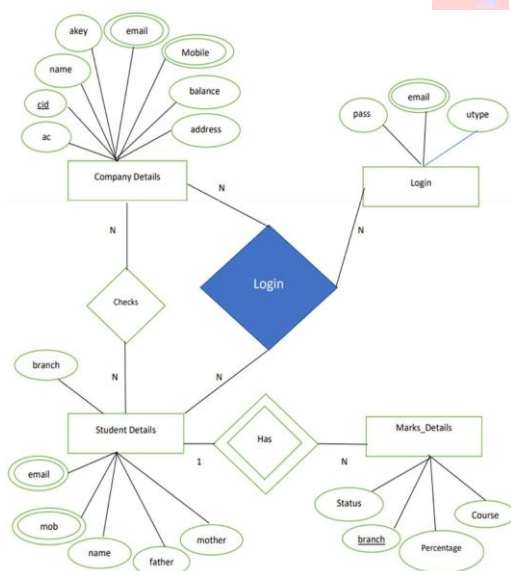 akey
email
Mobile
name
balance
cid
address
ac
Company Details
email
pass
utype
Login
N
N
N
Login
Checks
N
N
branch
Student Details
1
Has
N
Marks_Details
email
mob
name
father
mother
Status
branch
Percentage
Course